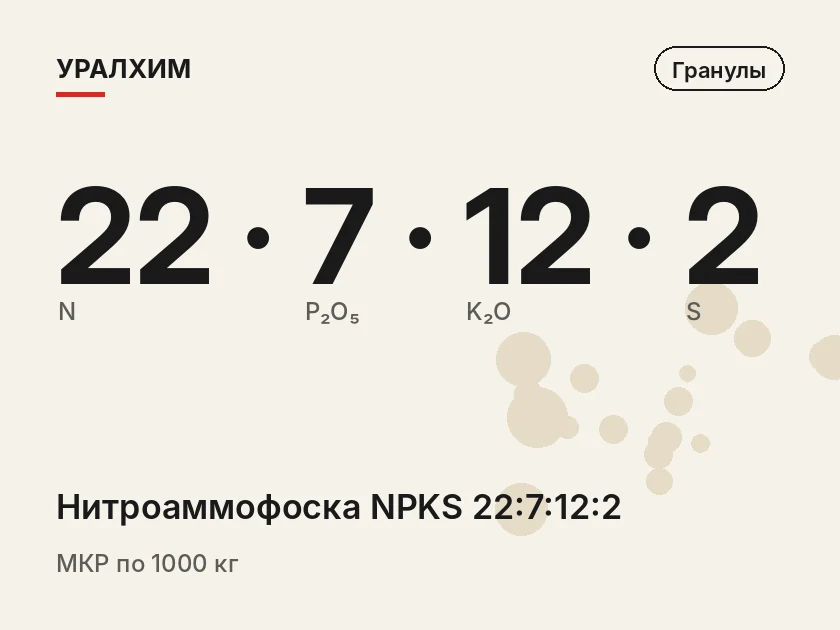 УРАЛХИМ
Гранулы
22 · 7 · 12 · 2
N P₂O₅ K₂O S
Нитроаммофоска NPKS 22:7:12:2
МКР по 1000 кг